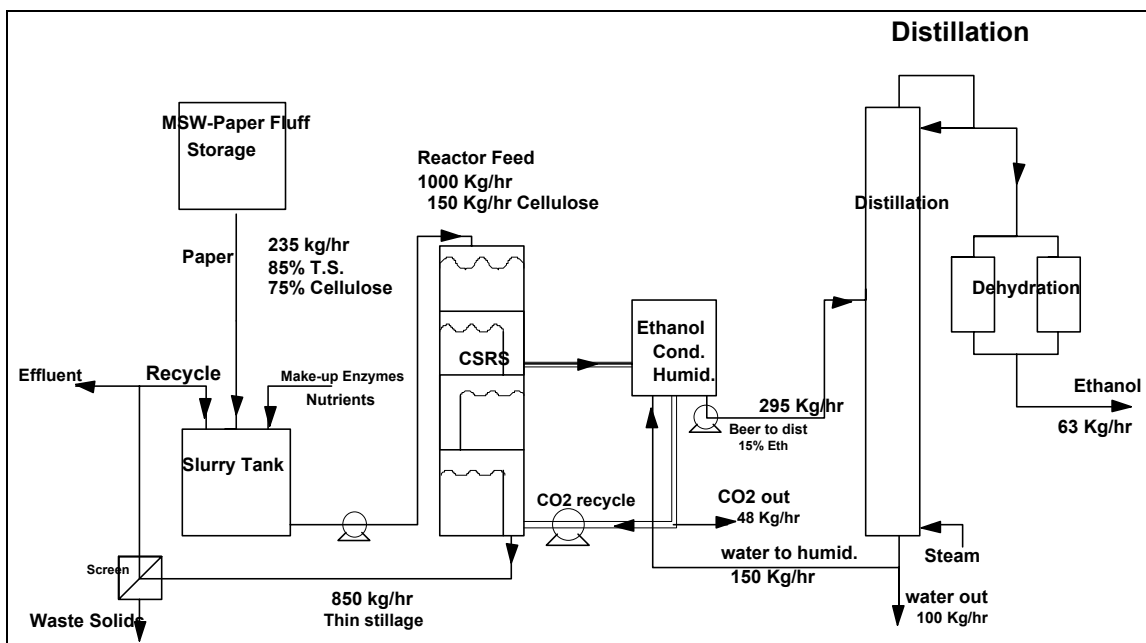 Distillation
MSW-Paper Fluff
Storage
Reactor Feed
1000 Kg/hr
150 Kg/hr Cellulose
Distillation
Paper
235 kg/hr
85% T.S.
75% Cellulose
Dehydration
Ethanol
Cond.
Humid.
CSRS
Effluent
Recycle
Make-up Enzymes
Nutrients
Ethanol
63 Kg/hr
295 Kg/hr
Beer to dist
15% Eth
Slurry Tank
CO2 recycle
CO2 out
48 Kg/hr
water to humid.
150 Kg/hr
Steam
Screen
850 kg/hr
Thin stillage
water out
100 Kg/hr
Waste Solids